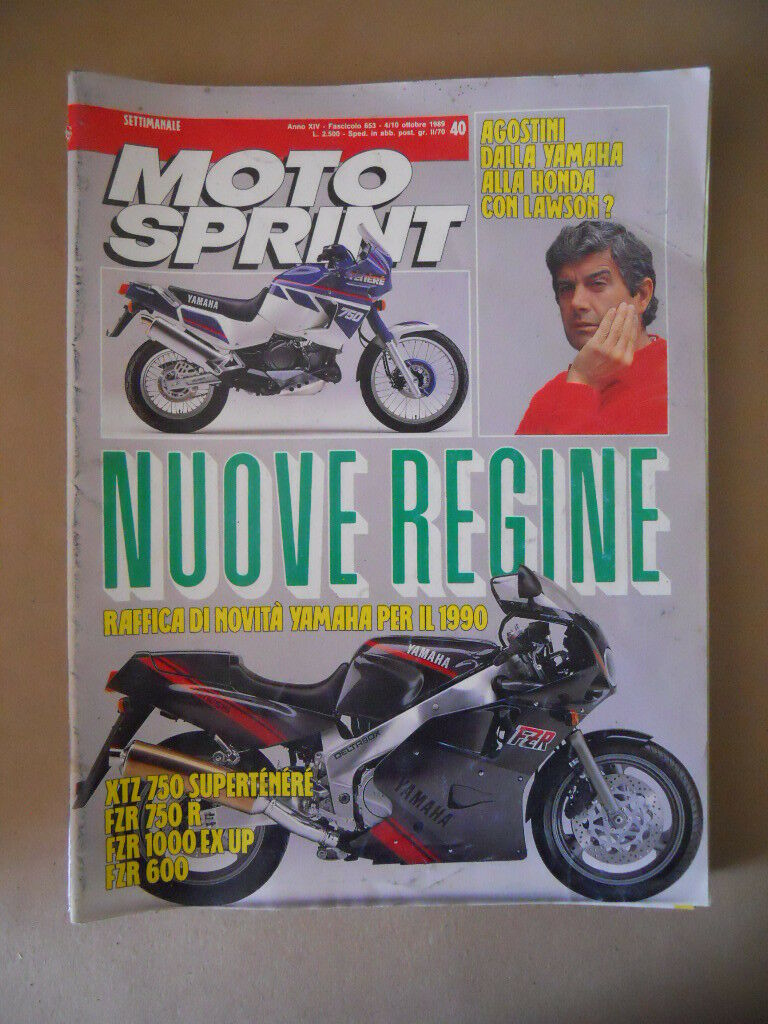 SETTIMANALE
Anno XIV - Fascicolo 653 - 4/10 ottobre 1989
L. 2.500 - Sped. in abb. post. gr. II/70
40
MOTO
SPRINT
AGOSTINI
DALLA YAMAHA
ALLA HONDA
CON LAWSON?
TÉNÉRÉ
YAMAHA
750
NUOVE REGINE
RAFFICA DI NOVITÀ YAMAHA PER IL 1990
YAMAHA
DELTABOX
FZR
YAMAHA
XTZ 750 SUPERTÉNÉRÉ
FZR 750 R
FZR 1000 EX UP
FZR 600